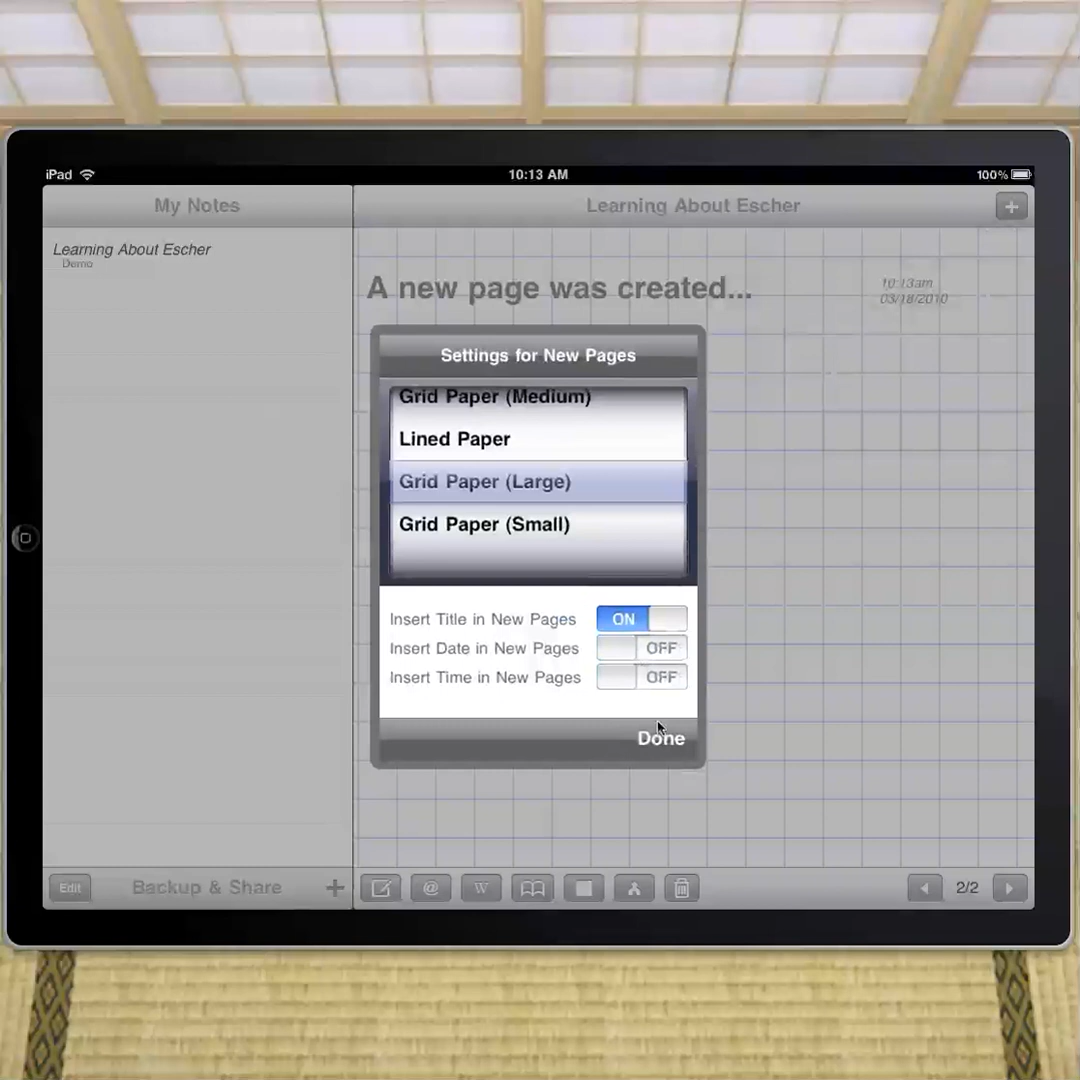 iPad
10:13 AM
100%
My Notes
Learning About Escher
+
Learning About Escher
Demo
A new page was created...
10:13am
03/18/2010
Settings for New Pages
Grid Paper (Medium)
Lined Paper
Grid Paper (Large)
Grid Paper (Small)
Insert Title in New Pages ON
Insert Date in New Pages OFF
Insert Time in New Pages OFF
Done
Edit
Backup & Share
+
@
W
2/2